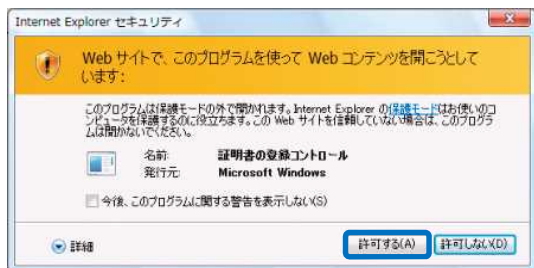 Internet Explorer セキュリティ
Web サイトで、このプログラムを使って Web コンテンツを開こうとして
います:
このプログラムは保護モードの外で開かれます。Internet Explorer の保護モードはお使いのコ
ンピュータを保護するのに役立ちます。この Web サイトを信頼していない場合は、このプログラ
ムは開かないでください。
名前: 証明書の登録コントロール
発行元: Microsoft Windows
今後、このプログラムに関する警告を表示しない(S)
詳細 許可する(A) 許可しない(D)